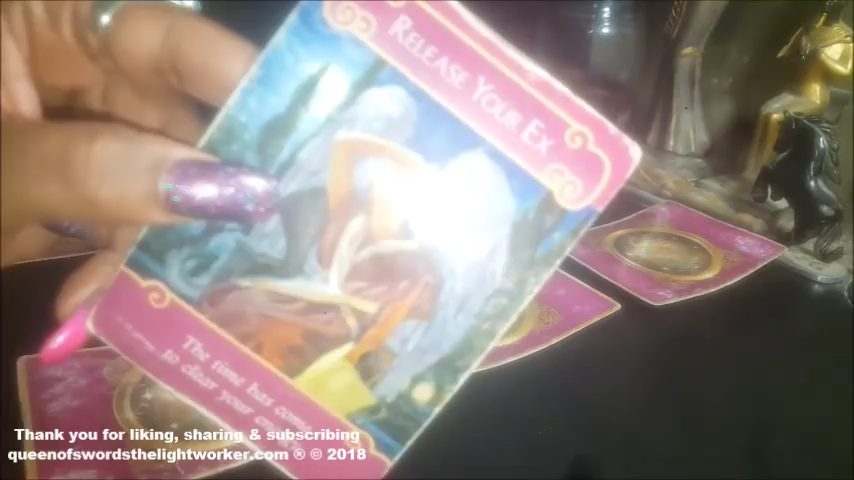 RELEASE YOUR EX
The time has come
to clear your
Thank you for liking, sharing & subscribing
queenofswordsthelightworker.com ® © 2018